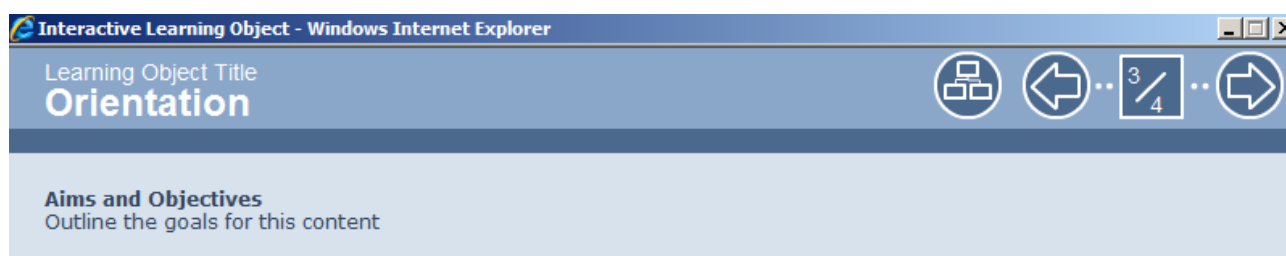 Interactive Learning Object - Windows Internet Explorer
Learning Object Title
Orientation
3/4
Aims and Objectives
Outline the goals for this content